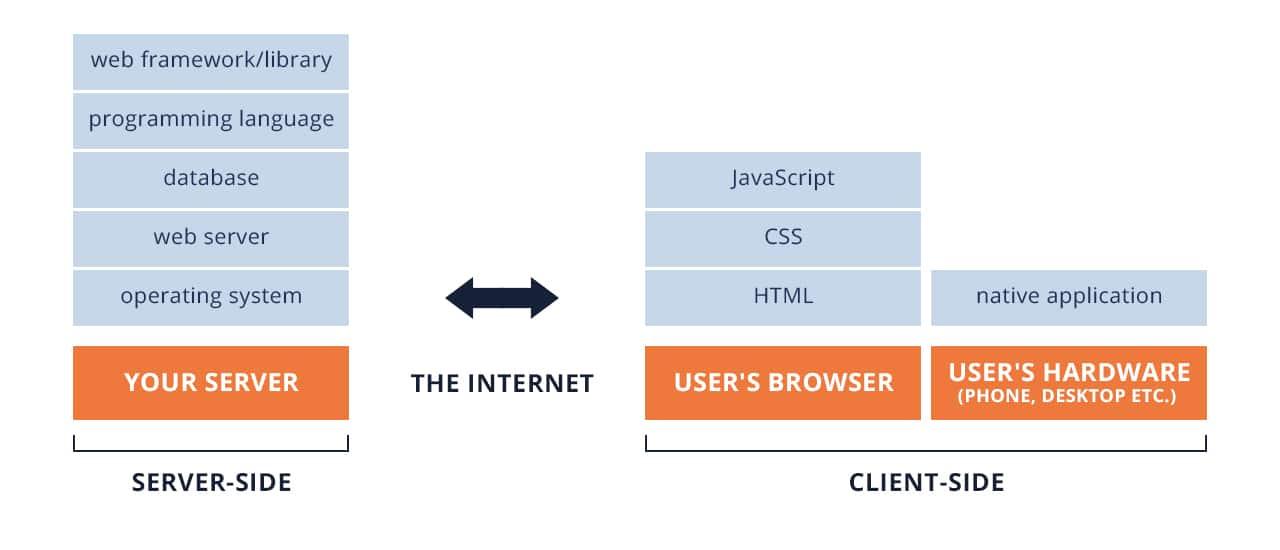 web framework/library
programming language
database
web server
operating system
YOUR SERVER
SERVER-SIDE
THE INTERNET
JavaScript
CSS
HTML
USER'S BROWSER
native application
USER'S HARDWARE
(PHONE, DESKTOP ETC.)
CLIENT-SIDE